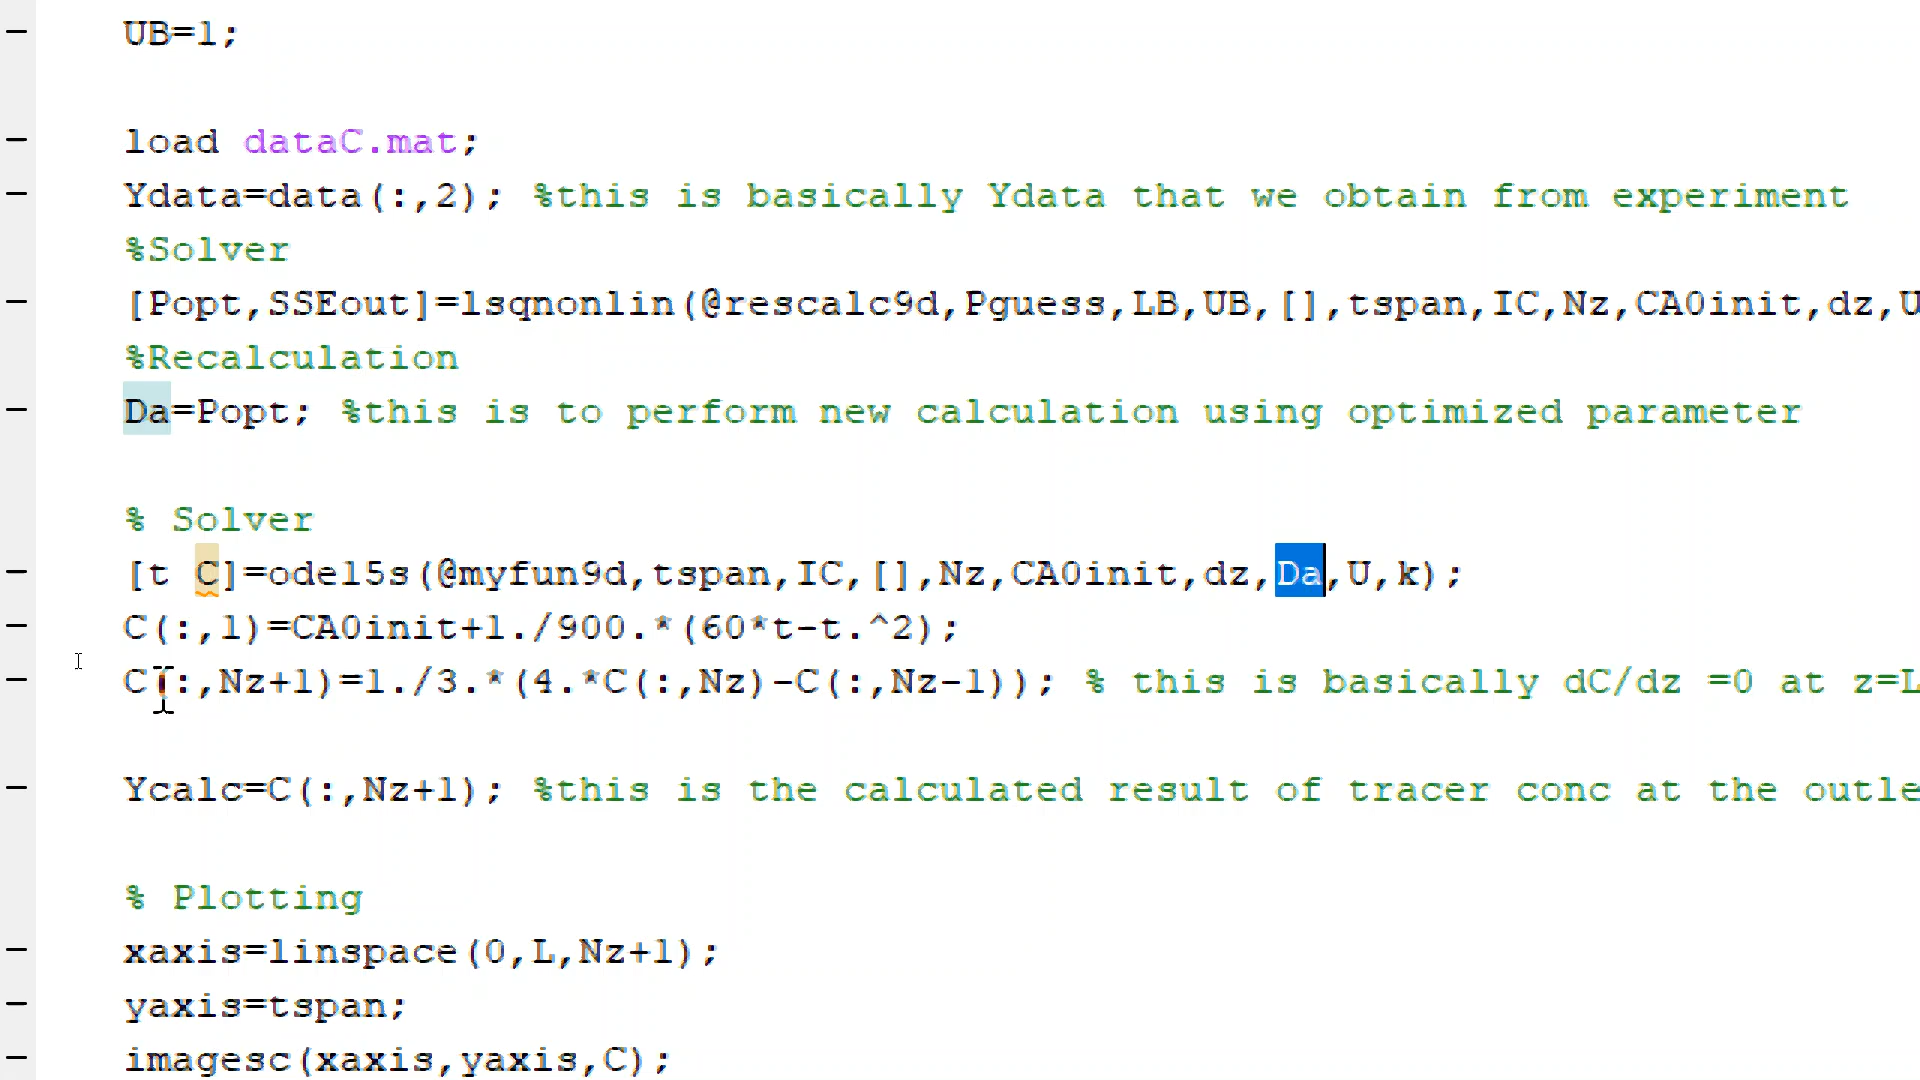 UB=1;
load dataC.mat;
Ydata=data(:,2); %this is basically Ydata that we obtain from experiment
%Solver
[Popt,SSEout]=lsqnonlin(@rescalc9d,Pguess,LB,UB,[],tspan,IC,Nz,CA0init,dz,U
%Recalculation
Da=Popt; %this is to perform new calculation using optimized parameter
% Solver
[t C]=ode15s(@myfun9d,tspan,IC,[],Nz,CA0init,dz,Da,U,k);
C(:,1)=CA0init+1./900.*(60*t-t.^2);
C(:,Nz+1)=1./3.*(4.*C(:,Nz)-C(:,Nz-1)); % this is basically dC/dz =0 at z=L
Ycalc=C(:,Nz+1); %this is the calculated result of tracer conc at the outle
% Plotting
xaxis=linspace(0,L,Nz+1);
yaxis=tspan;
imagesc(xaxis,yaxis,C);